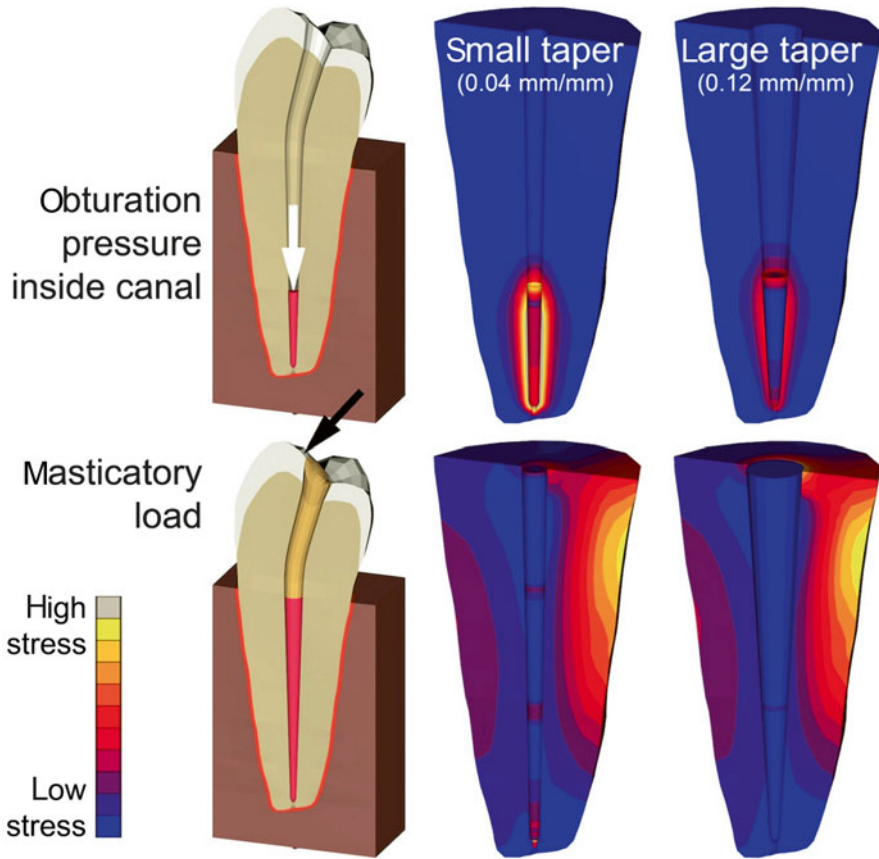 Small taper
(0.04 mm/mm)
Large taper
(0.12 mm/mm)
Obturation
pressure
inside canal
Masticatory
load
High
stress
Low
stress